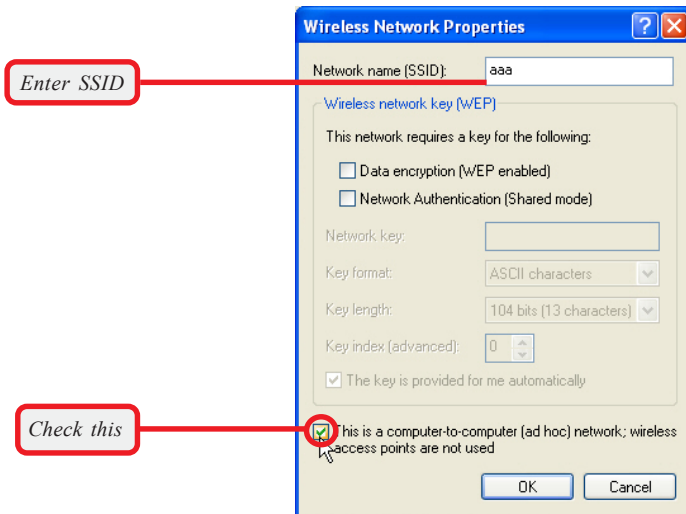 Wireless Network Properties
Enter SSID
Network name (SSID): aaa
Wireless network key (WEP)
This network requires a key for the following:
Data encryption (WEP enabled)
Network Authentication (Shared mode)
Network key:
Key format: ASCII characters
Key length: 104 bits (13 characters)
Key index (advanced): 0
The key is provided for me automatically
Check this
This is a computer-to-computer (ad hoc) network; wireless
access points are not used
OK Cancel